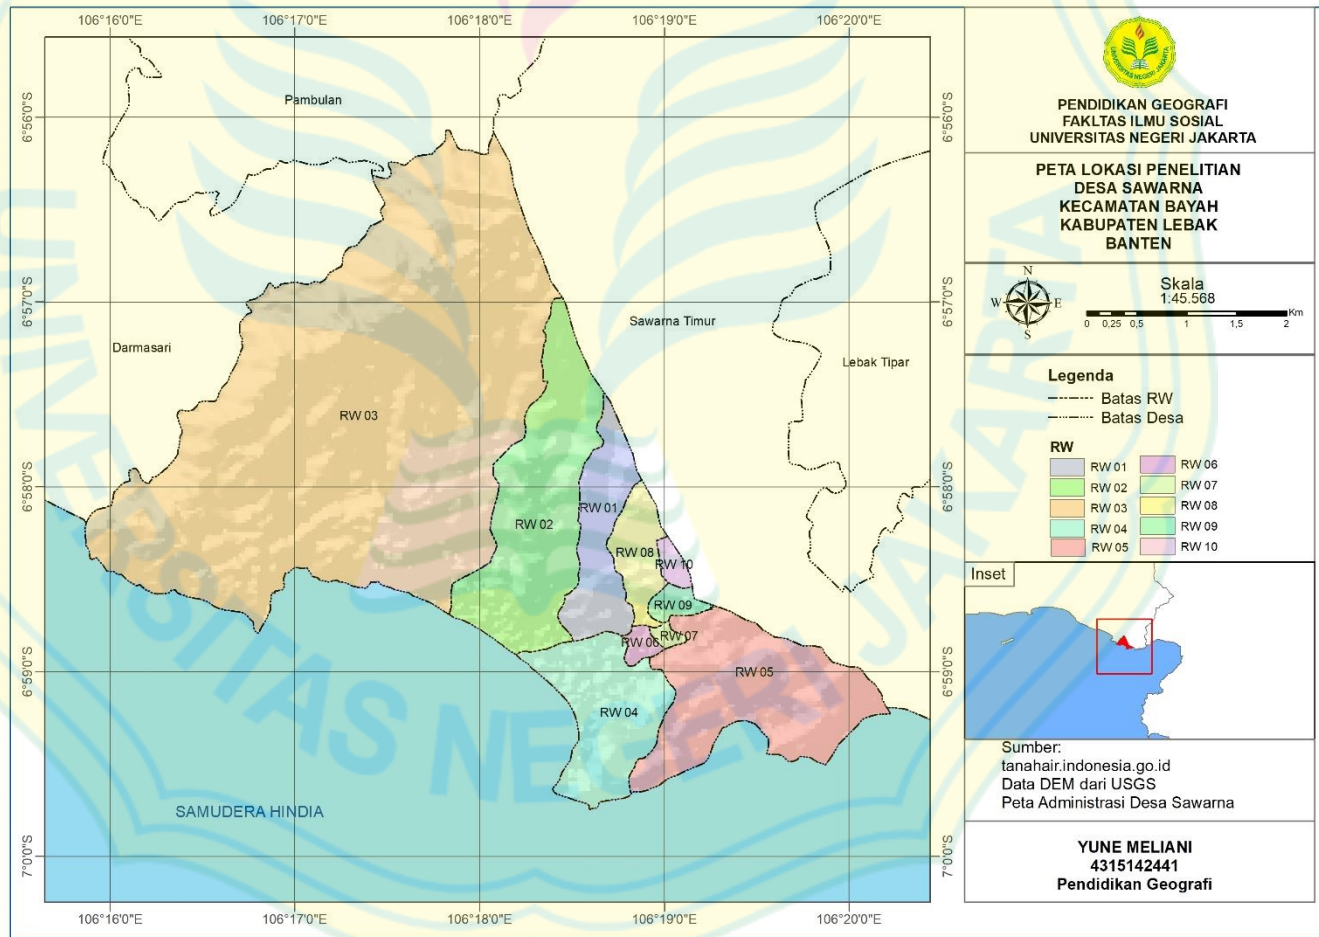 106°16'0"E 106°17'0"E 106°18'0"E 106°19'0"E 106°20'0"E
6°56'0"S
6°57'0"S
6°58'0"S
6°59'0"S
7°0'0"S
6°56'0"S
6°57'0"S
6°58'0"S
6°59'0"S
7°0'0"S
Pambulan
Sawarna Timur
Darmasari
Lebak Tipar
RW 03
RW 01
RW 02
RW 08
RW 10
RW 09
RW 07
RW 06
RW 05
RW 04
SAMUDERA HINDIA
106°16'0"E 106°17'0"E 106°18'0"E 106°19'0"E 106°20'0"E
UNIVERSITAS NEGERI JAKARTA
UNIVERSITAS NEGERI JAKARTA
PENDIDIKAN GEOGRAFI
FAKLTAS ILMU SOSIAL
UNIVERSITAS NEGERI JAKARTA
PETA LOKASI PENELITIAN
DESA SAWARNA
KECAMATAN BAYAH
KABUPATEN LEBAK
BANTEN
N
W E
S
Skala
1:45.568
Km
0 0,25 0,5 1 1,5 2
Legenda
Batas RW
Batas Desa
RW
RW 01 RW 06
RW 02 RW 07
RW 03 RW 08
RW 04 RW 09
RW 05 RW 10
Inset
Sumber:
tanahair.indonesia.go.id
Data DEM dari USGS
Peta Administrasi Desa Sawarna
YUNE MELIANI
4315142441
Pendidikan Geografi